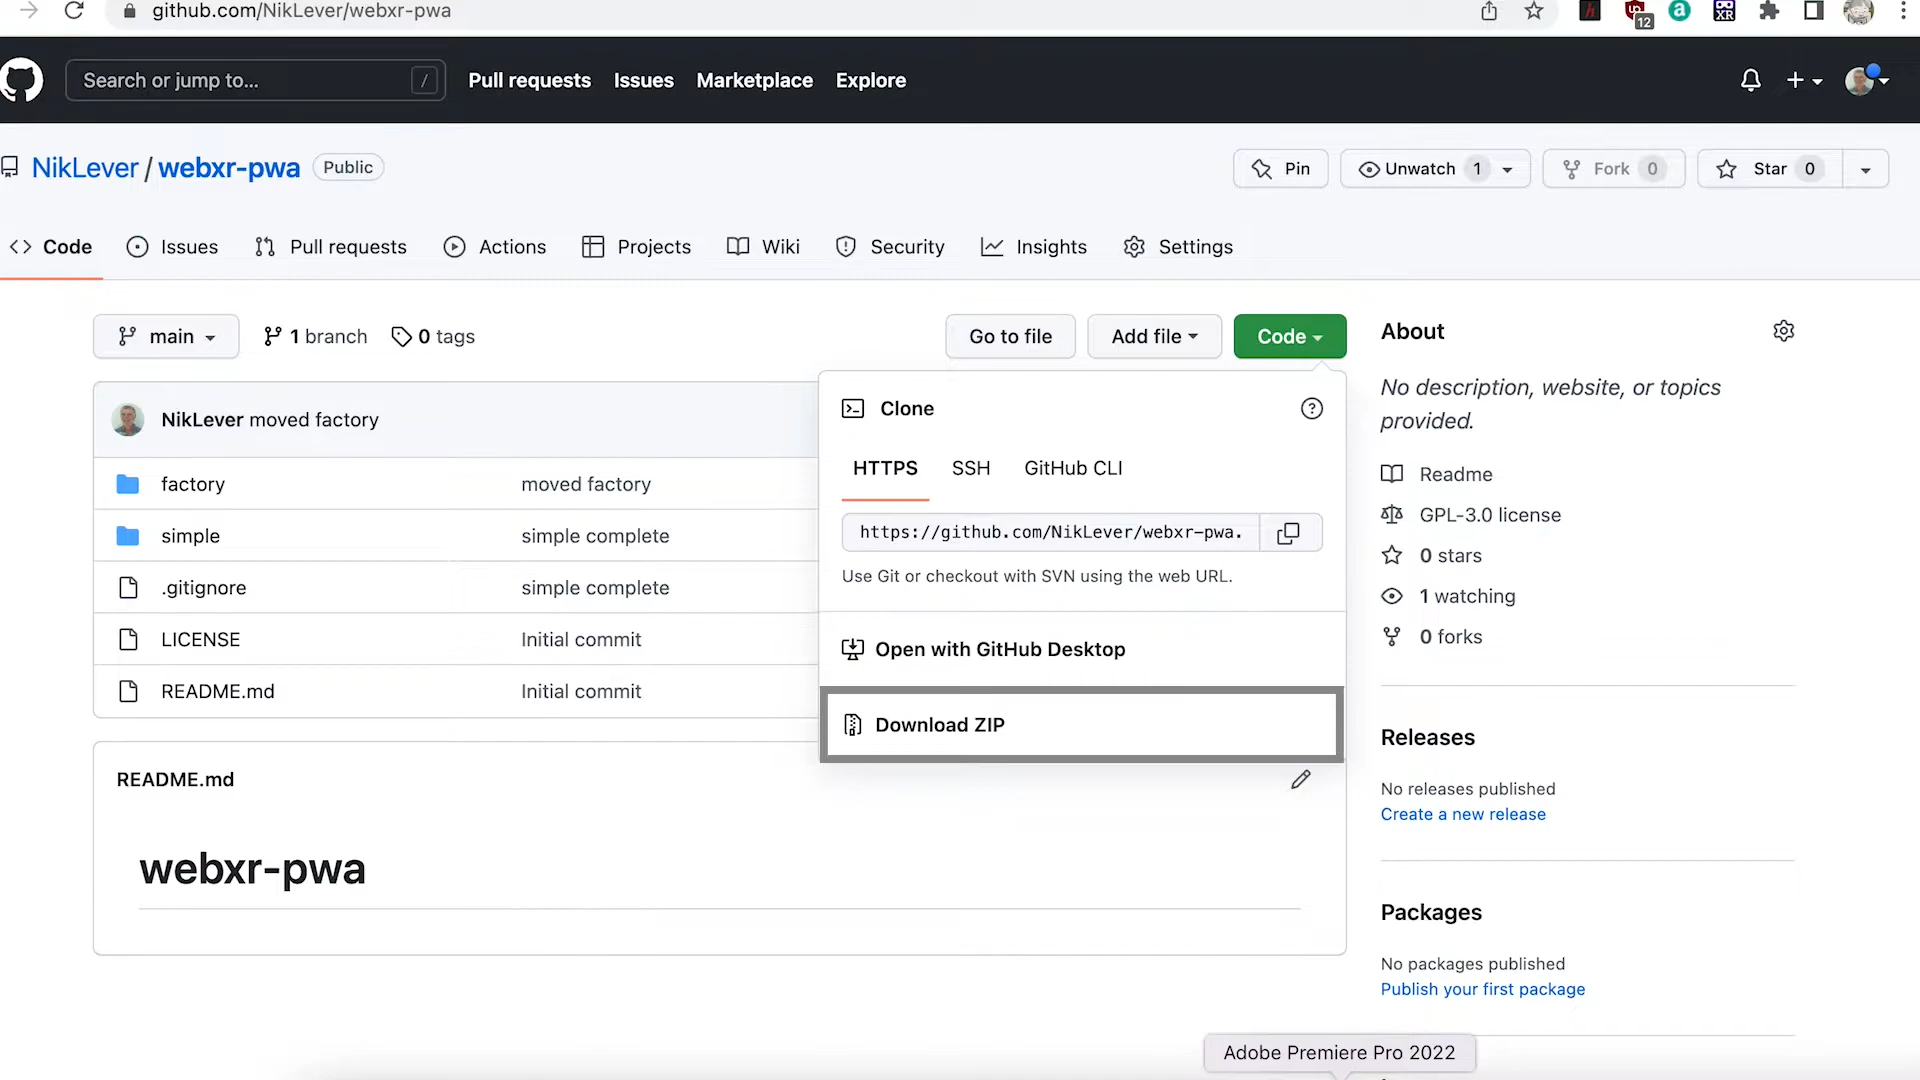 github.com/NikLever/webxr-pwa
12
XR
Search or jump to...
/
Pull requests
Issues
Marketplace
Explore
NikLever / webxr-pwa
Public
Pin
Unwatch 1
Fork 0
Star 0
Code
Issues
Pull requests
Actions
Projects
Wiki
Security
Insights
Settings
main
1 branch
0 tags
Go to file
Add file
Code
NikLever moved factory
factory
moved factory
simple
simple complete
.gitignore
simple complete
LICENSE
Initial commit
README.md
Initial commit
Clone
HTTPS
SSH
GitHub CLI
https://github.com/NikLever/webxr-pwa.
Use Git or checkout with SVN using the web URL.
Open with GitHub Desktop
Download ZIP
README.md
webxr-pwa
About
No description, website, or topics
provided.
Readme
GPL-3.0 license
0 stars
1 watching
0 forks
Releases
No releases published
Create a new release
Packages
No packages published
Publish your first package
Adobe Premiere Pro 2022